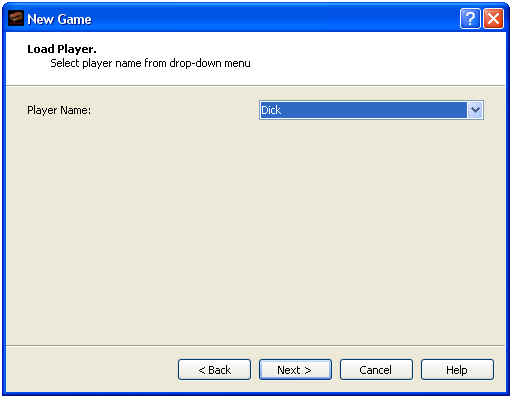 New Game
Load Player.
Select player name from drop-down menu
Player Name: Dick
< Back Next > Cancel Help